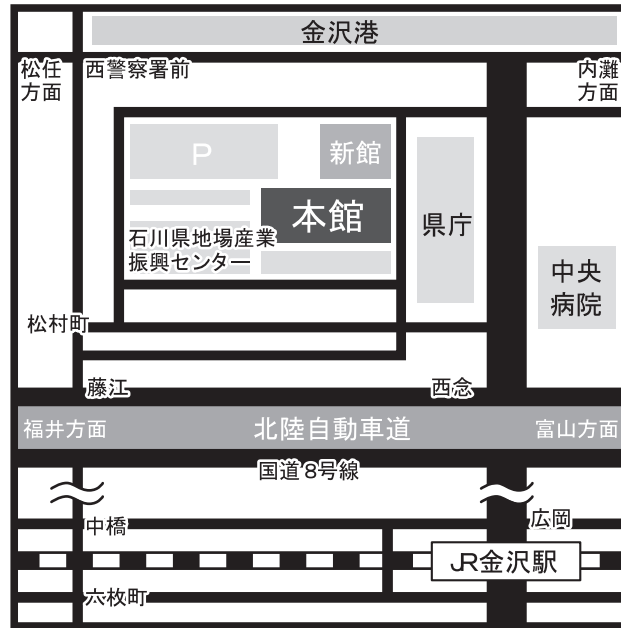 金沢港
松任
方面
西警察署前
内灘
方面
P
新館
本館
県庁
石川県地場産業
振興センター
中央
病院
松村町
藤江
西念
福井方面
北陸自動車道
富山方面
国道8号線
中橋
広岡
JR金沢駅
六枚町